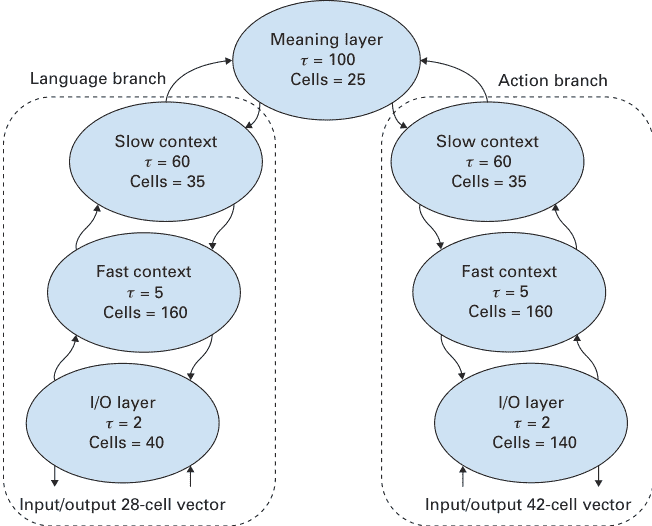 Meaning layer
τ = 100
Cells = 25
Language branch
Action branch
Slow context
τ = 60
Cells = 35
Slow context
τ = 60
Cells = 35
Fast context
τ = 5
Cells = 160
Fast context
τ = 5
Cells = 160
I/O layer
τ = 2
Cells = 40
I/O layer
τ = 2
Cells = 140
Input/output 28-cell vector
Input/output 42-cell vector